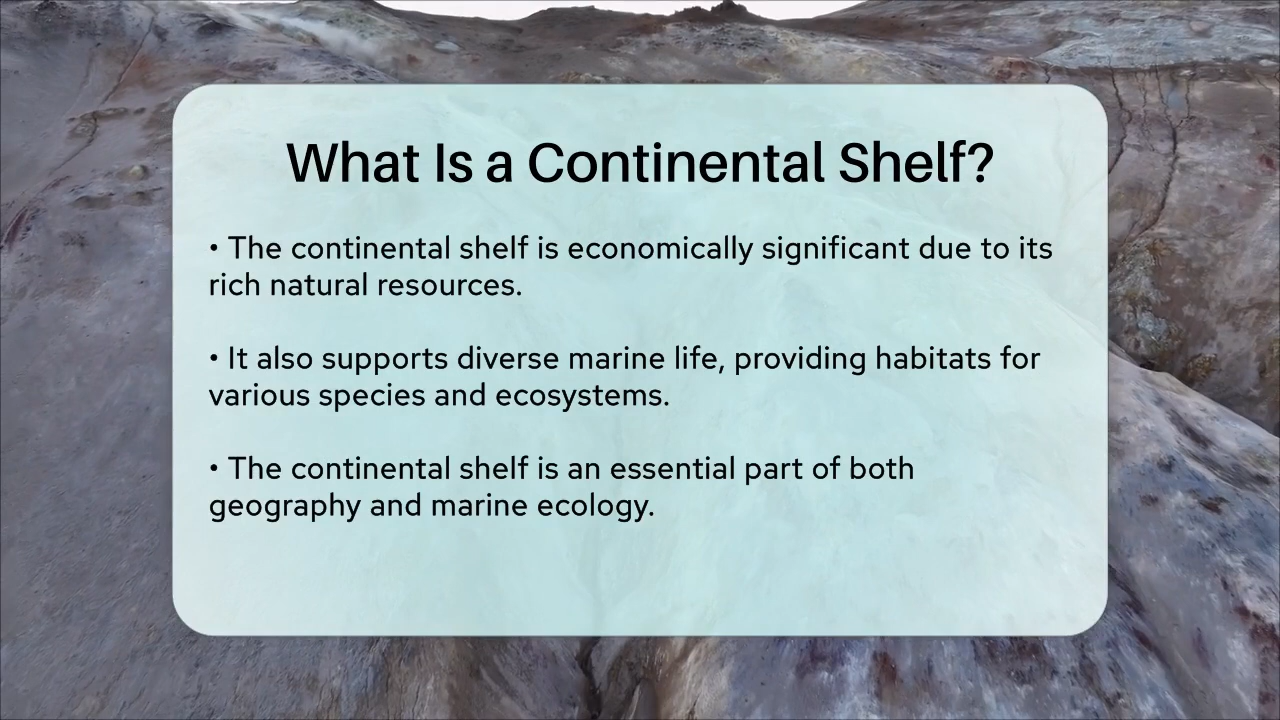 What Is a Continental Shelf?
• The continental shelf is economically significant due to its
rich natural resources.
• It also supports diverse marine life, providing habitats for
various species and ecosystems.
• The continental shelf is an essential part of both
geography and marine ecology.